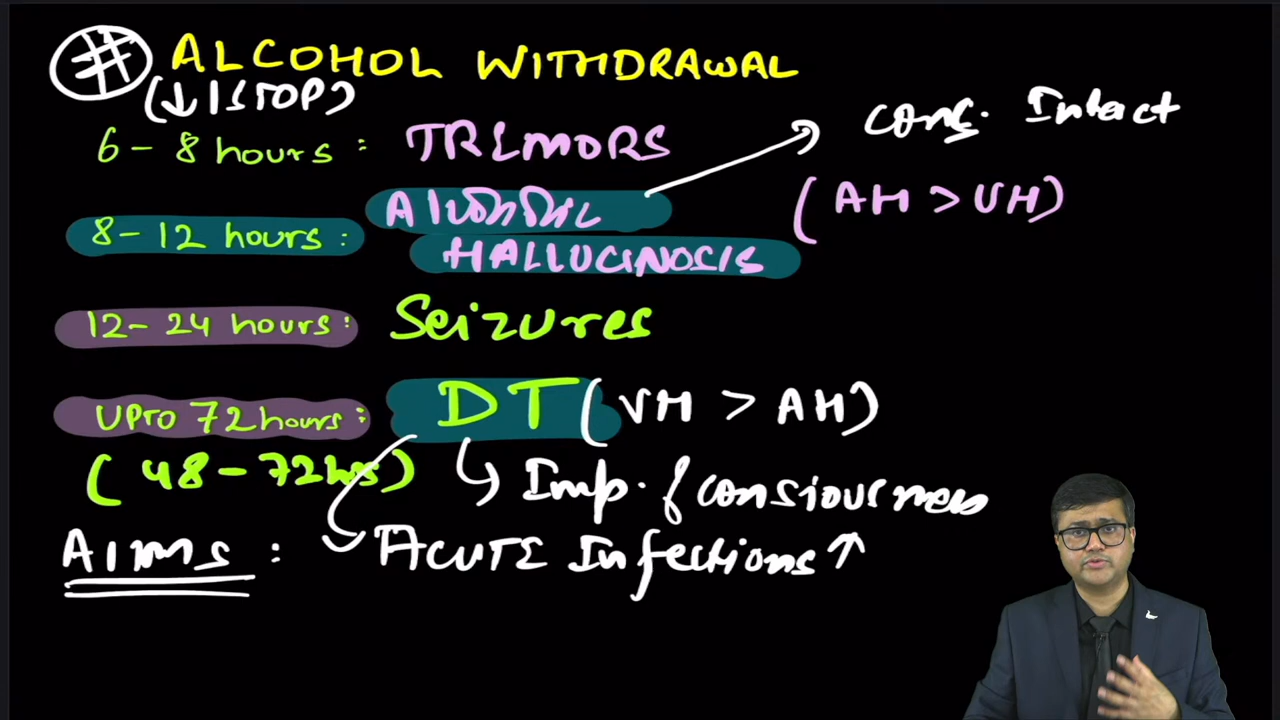 # ALCOHOL WITHDRAWAL
(↓ | STOP)
6 - 8 hours : TREMORS
Cons. Intact
8 - 12 hours : Alcoholic HALLUCINOSIS
(AH > VH)
12 - 24 hours : Seizures
UPTO 72 hours : DT (VH > AH)
(48 - 72 hrs)
Imp. of consiousness
AIIMS : ACUTE Infections ↑